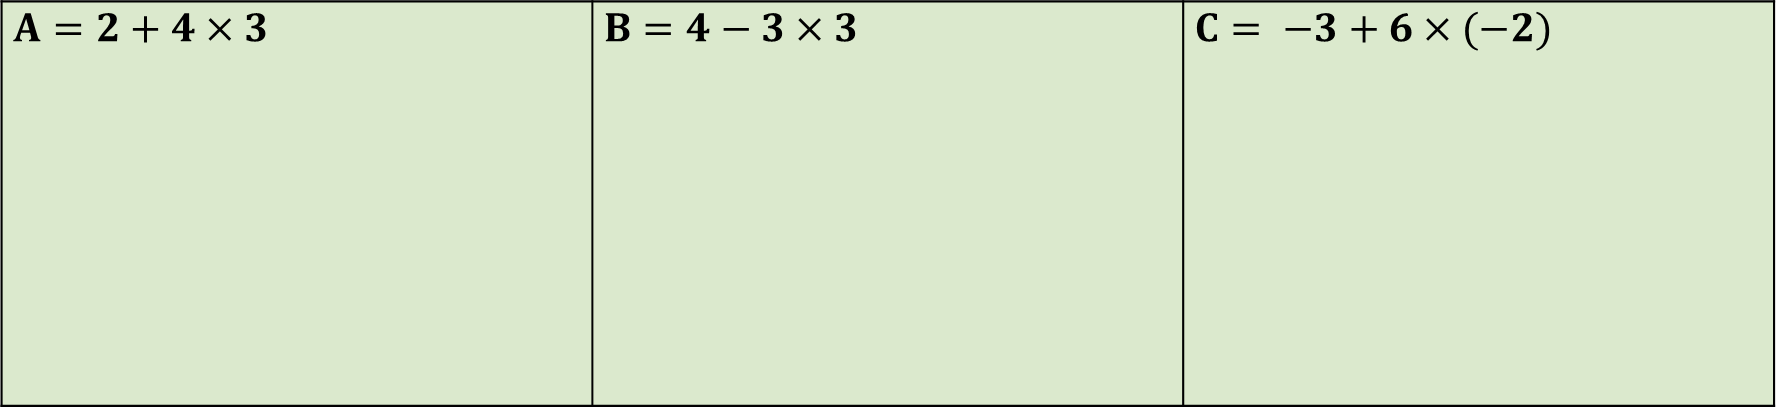 A = 2 + 4 × 3
B = 4 − 3 × 3
C = −3 + 6 × (−2)